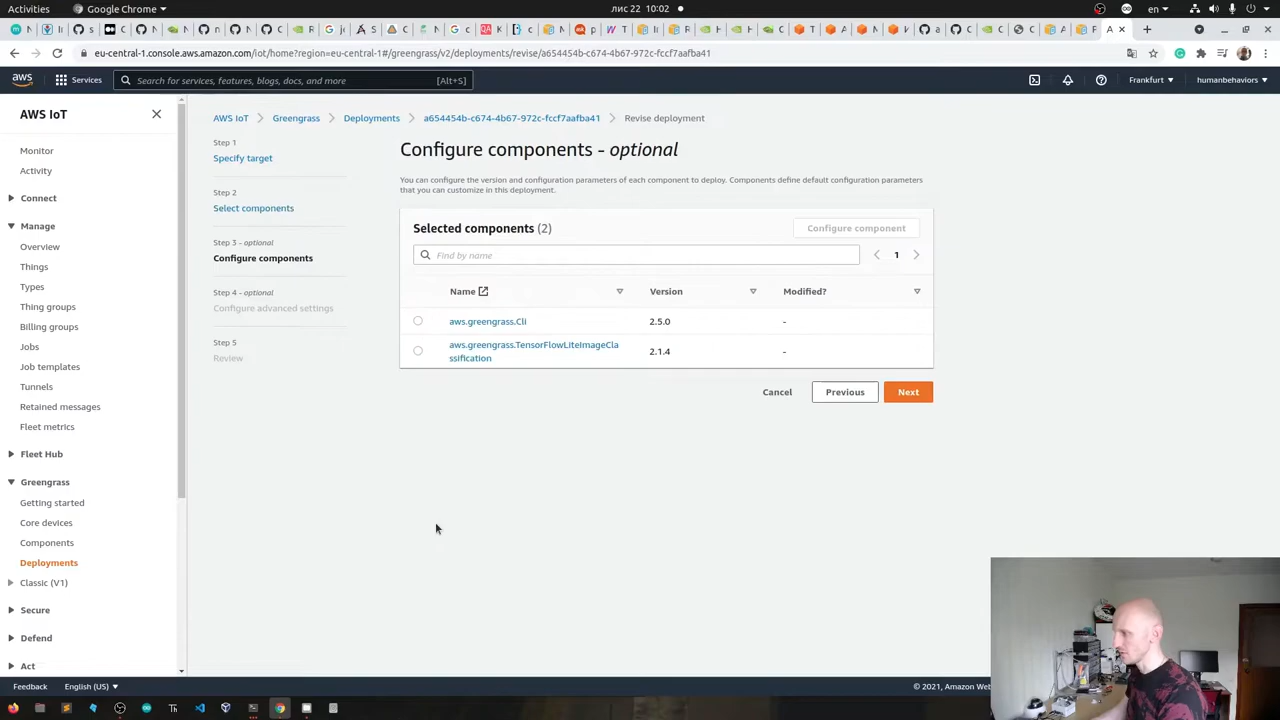 Activities
Google Chrome
лис 22 10:02
en
eu-central-1.console.aws.amazon.com/iot/home?region=eu-central-1#/greengrass/v2/deployments/revise/a654454b-c674-4b67-972c-fccf7aafba41
aws
Services
Search for services, features, blogs, docs, and more
[Alt+S]
Frankfurt
humanbehaviors
AWS IoT
Monitor
Activity
Connect
Manage
Overview
Things
Types
Thing groups
Billing groups
Jobs
Job templates
Tunnels
Retained messages
Fleet metrics
Fleet Hub
Greengrass
Getting started
Core devices
Components
Deployments
Classic (V1)
Secure
Defend
Act
AWS IoT
Greengrass
Deployments
a654454b-c674-4b67-972c-fccf7aafba41
Revise deployment
Step 1
Specify target
Step 2
Select components
Step 3 - optional
Configure components
Step 4 - optional
Configure advanced settings
Step 5
Review
Configure components - optional
You can configure the version and configuration parameters of each component to deploy. Components define default configuration parameters
that you can customize in this deployment.
Selected components (2)
Configure component
Find by name
1
Name
Version
Modified?
aws.greengrass.Cli
2.5.0
-
aws.greengrass.TensorFlowLiteImageCla
ssification
2.1.4
-
Cancel
Previous
Next
Feedback
English (US)
© 2021, Amazon Web